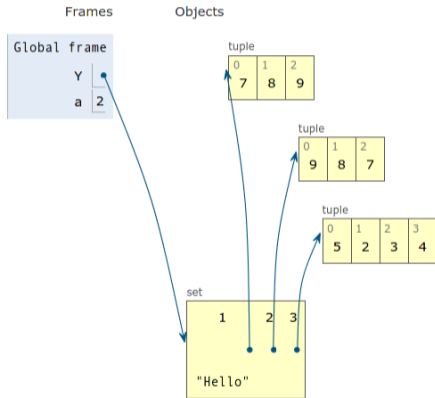 Frames Objects
Global frame
Y
a 2
tuple
0 1 2
7 8 9
tuple
0 1 2
9 8 7
tuple
0 1 2 3
5 2 3 4
set
1 2 3
"Hello"